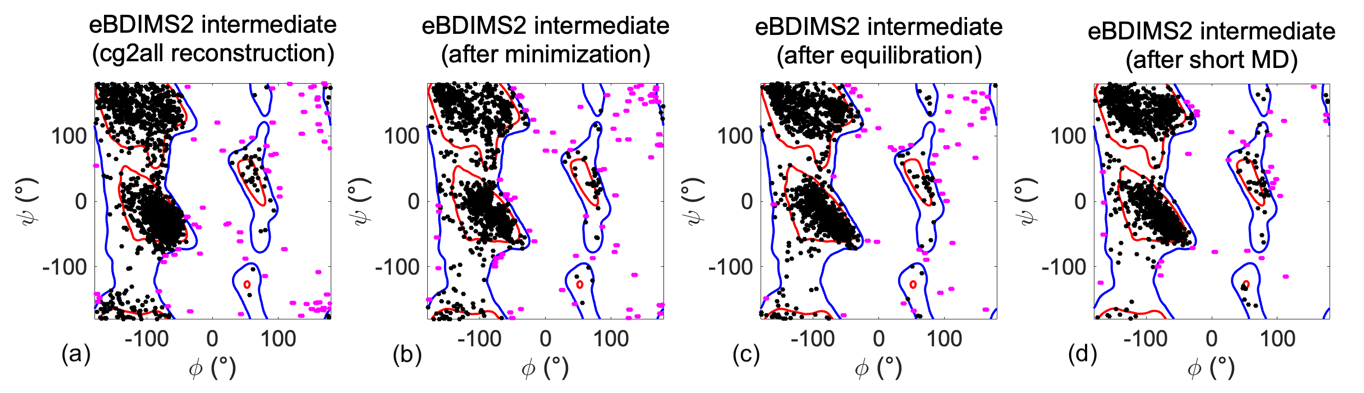 eBDIMS2 intermediate
(cg2all reconstruction)
eBDIMS2 intermediate
(after minimization)
eBDIMS2 intermediate
(after equilibration)
eBDIMS2 intermediate
(after short MD)
100
0
-100
ψ (°)
-100 0 100
ϕ (°)
(a)
100
0
-100
ψ (°)
-100 0 100
ϕ (°)
(b)
100
0
-100
ψ (°)
-100 0 100
ϕ (°)
(c)
100
0
-100
ψ (°)
-100 0 100
ϕ (°)
(d)